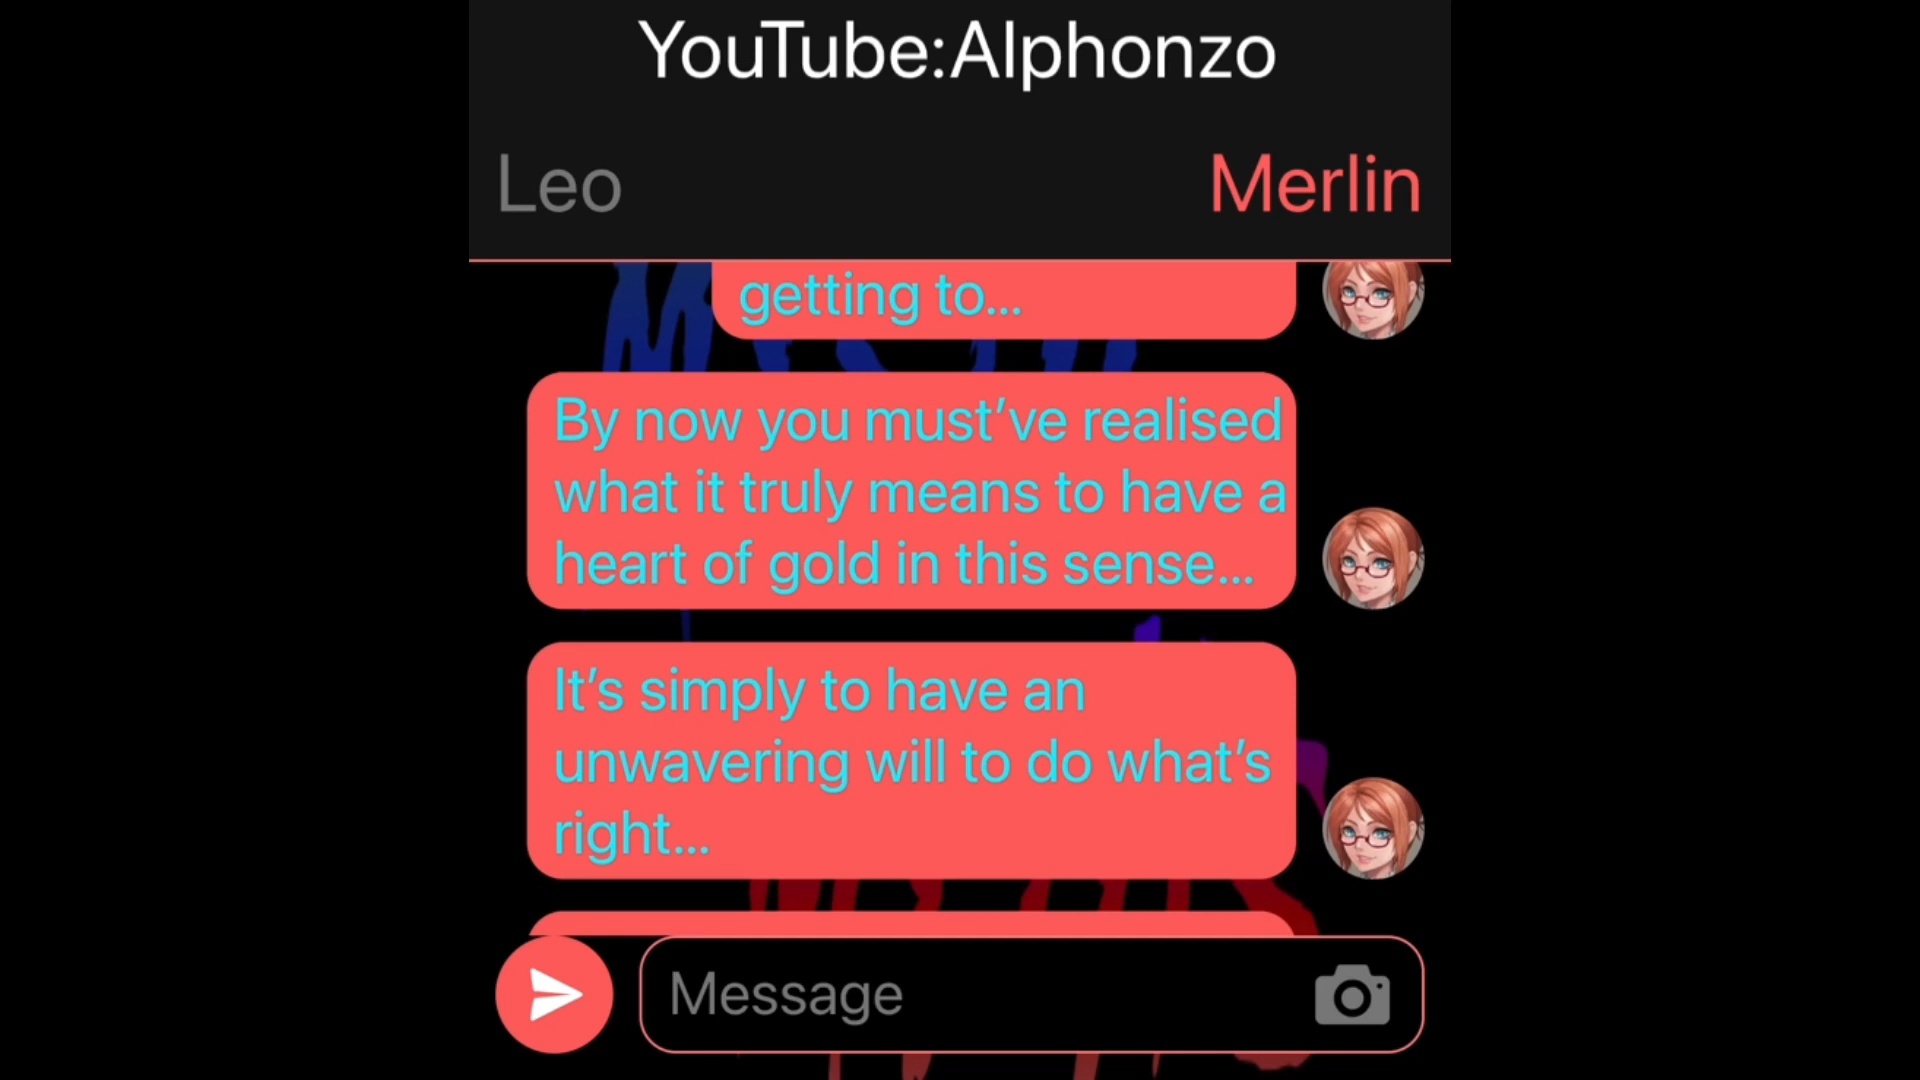 YouTube:Alphonzo
Leo
Merlin
getting to...
By now you must’ve realised
what it truly means to have a
heart of gold in this sense...
It’s simply to have an
unwavering will to do what’s
right...
Message